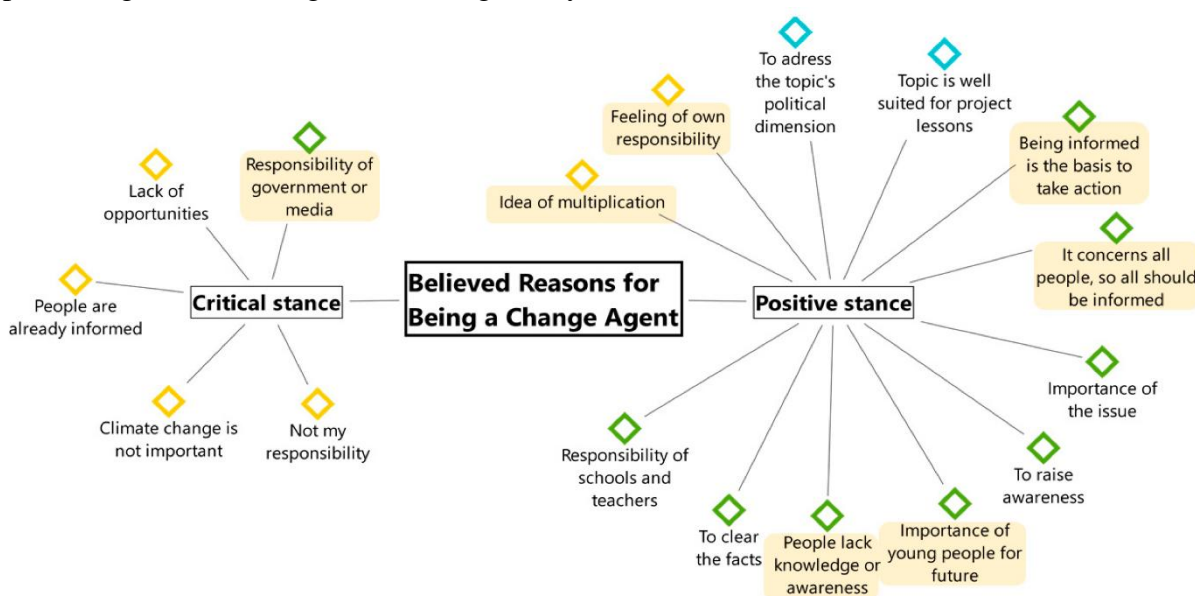 To adress
the topic's
political
dimension
Topic is well
suited for project
lessons
Feeling of own
responsibility
Being informed
is the basis to
take action
Responsibility of
government or
media
Lack of
opportunities
Idea of multiplication
It concerns all
people, so all should
be informed
People are
already informed
Critical stance
Believed Reasons for
Being a Change Agent
Positive stance
Climate change is
not important
Not my
responsibility
Importance of
the issue
Responsibility of
schools and
teachers
To raise
awareness
To clear
the facts
People lack
knowledge or
awareness
Importance of
young people for
future